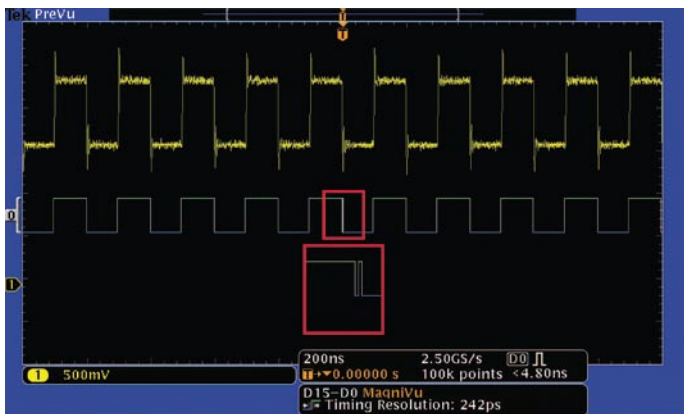 Tek PreVu
U
T
0
1
1 500mV
200ns 2.50GS/s D0
T→▼0.00000 s 100k points <4.80ns
D15–D0 MagniVu
Timing Resolution: 242ps